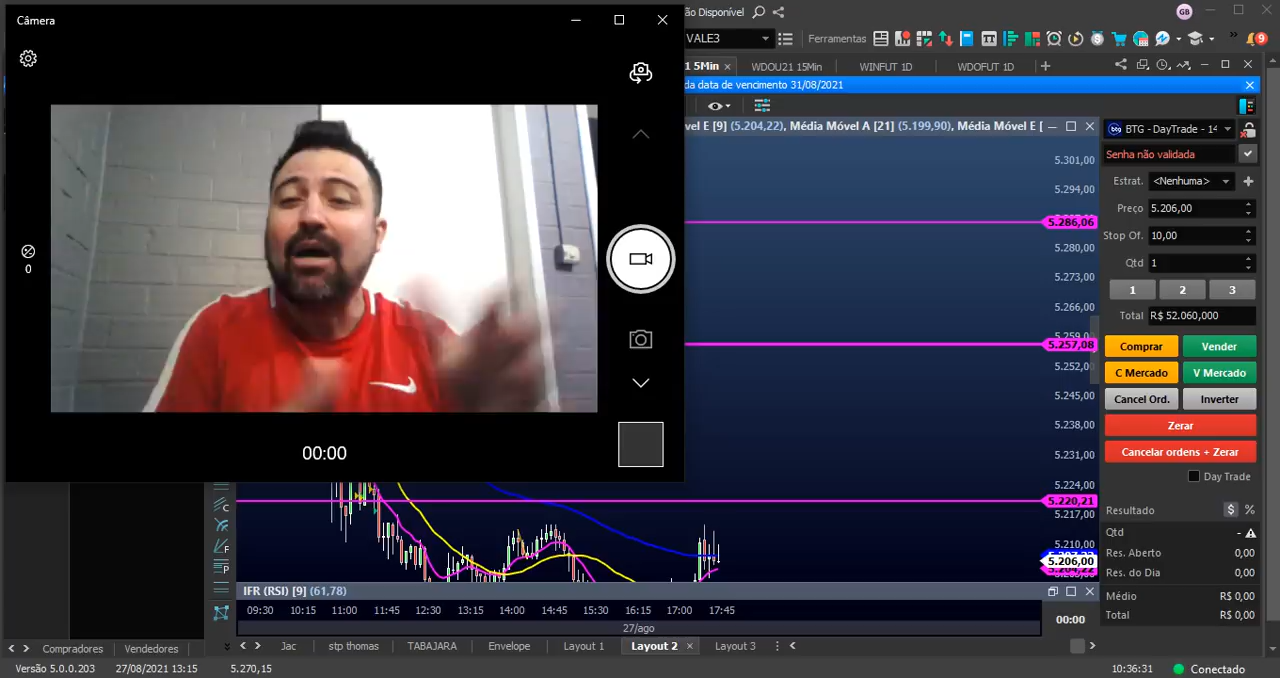 Câmera
0
00:00
ão Disponível
GB
VALE3
Ferramentas
9
1 5Min
WDOU21 15Min
WINFUT 1D
WDOFUT 1D
da data de vencimento 31/08/2021
vel E [9] (5.204,22), Média Móvel A [21] (5.199,90), Média Móvel E [
5.301,00
5.294,00
5.286,06
5.280,00
5.273,00
5.266,00
5.259,00
5.257,08
5.252,00
5.245,00
5.238,00
5.231,00
5.224,00
5.220,21
5.217,00
5.210,00
5.206,00
BTG - DayTrade - 14
Senha não validada
Estrat. <Nenhuma>
Preço 5.206,00
Stop Of. 10,00
Qtd 1
1 2 3
Total R$ 52.060,000
Comprar Vender
C Mercado V Mercado
Cancel Ord. Inverter
Zerar
Cancelar ordens + Zerar
Day Trade
Resultado $ %
Qtd -
Res. Aberto 0,00
Res. do Dia 0,00
Médio R$ 0,00
Total R$ 0,00
IFR (RSI) [9] (61,78)
09:30 10:15 11:00 11:45 12:30 13:15 14:00 14:45 15:30 16:15 17:00 17:45
00:00
27/ago
Compradores Vendedores
Jac stp thomas TABAJARA Envelope Layout 1 Layout 2 Layout 3
Versão 5.0.0.203 27/08/2021 13:15 5.270,15
10:36:31 Conectado